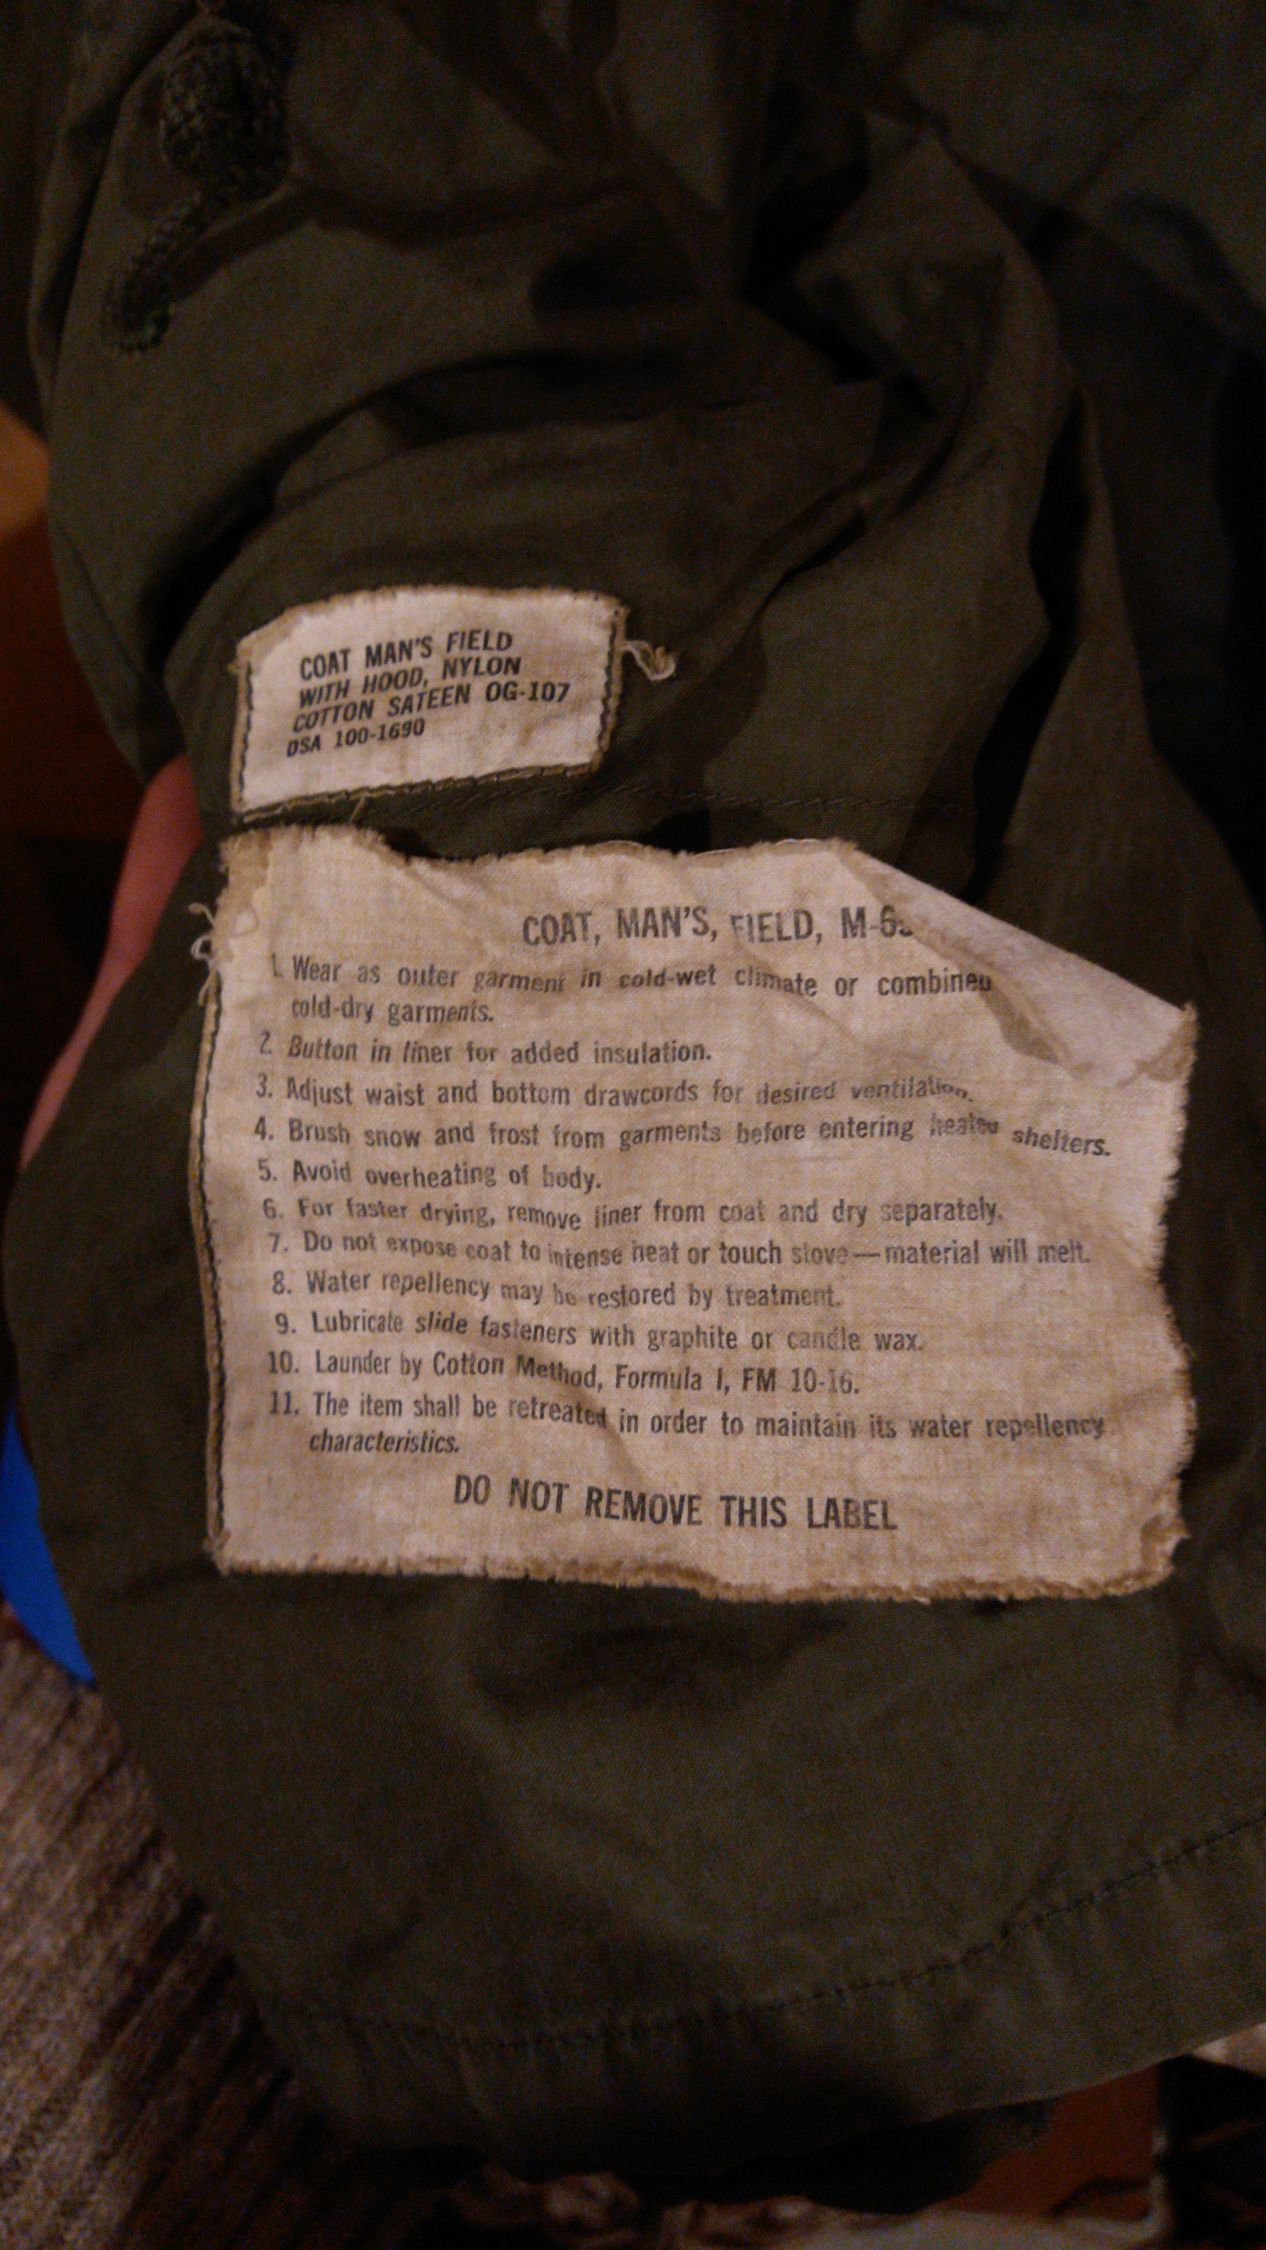 COAT MAN'S FIELD
WITH HOOD, NYLON
COTTON SATEEN OG-107
DSA 100-1690
COAT, MAN'S, FIELD, M-6
1. Wear as outer garment in cold-wet climate or combined
cold-dry garments.
2. Button in liner for added insulation.
3. Adjust waist and bottom drawcords for desired ventilation.
4. Brush snow and frost from garments before entering heated shelters.
5. Avoid overheating of body.
6. For faster drying, remove liner from coat and dry separately.
7. Do not expose coat to intense heat or touch stove—material will melt.
8. Water repellency may be restored by treatment.
9. Lubricate slide fasteners with graphite or candle wax.
10. Launder by Cotton Method, Formula I, FM 10-16.
11. The item shall be retreated in order to maintain its water repellency
characteristics.
DO NOT REMOVE THIS LABEL